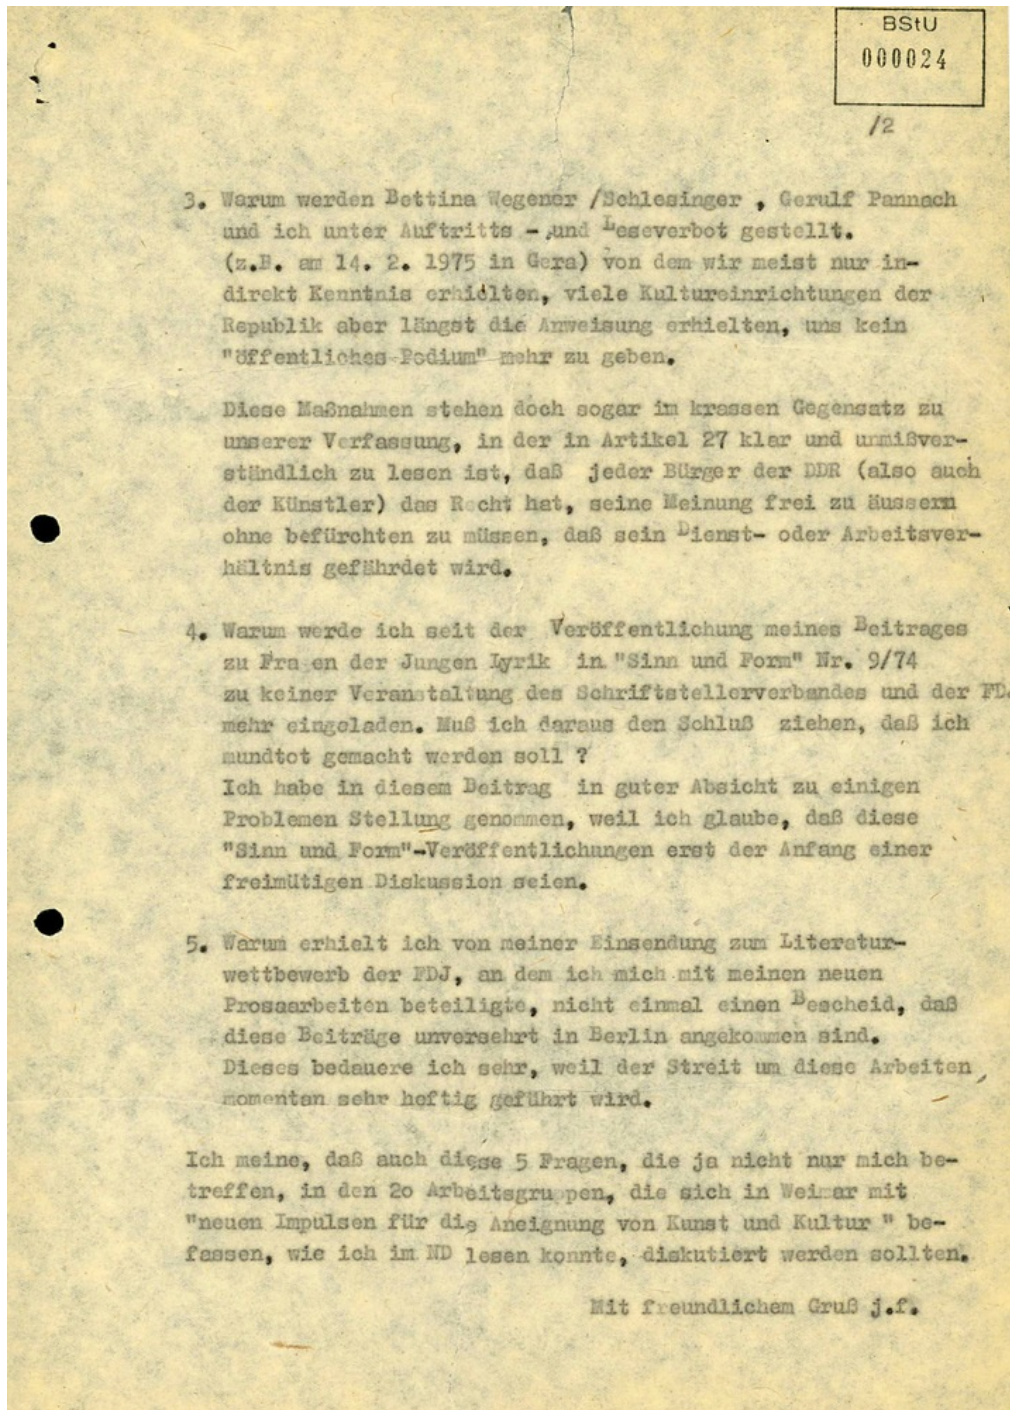 BStU
000024
/2
3. Warum werden Bettina Wegener /Schlesinger , Gerulf Pannach
und ich unter Auftritts - und Leseverbot gestellt.
(z.B. am 14. 2. 1975 in Gera) von dem wir meist nur in-
direkt Kenntnis erhielten, viele Kultureinrichtungen der
Republik aber längst die Anweisung erhielten, uns kein
"öffentliches Podium" mehr zu geben.
Diese Maßnahmen stehen doch sogar im krassen Gegensatz zu
unserer Verfassung, in der in Artikel 27 klar und unmißver-
ständlich zu lesen ist, daß jeder Bürger der DDR (also auch
der Künstler) das Recht hat, seine Meinung frei zu äussern
ohne befürchten zu müssen, daß sein Dienst- oder Arbeitsver-
hältnis gefährdet wird.
4. Warum werde ich seit der Veröffentlichung meines Beitrages
zu Fra en der Jungen Lyrik in "Sinn und Form" Nr. 9/74
zu keiner Veranstaltung des Schriftstellerverbandes und der FD
mehr eingeladen. Muß ich daraus den Schluß ziehen, daß ich
mundtot gemacht werden soll ?
Ich habe in diesem Beitrag in guter Absicht zu einigen
Problemen Stellung genommen, weil ich glaube, daß diese
"Sinn und Form"-Veröffentlichungen erst der Anfang einer
freimütigen Diskussion seien.
5. Warum erhielt ich von meiner Einsendung zum Literatur-
wettbewerb der FDJ, an dem ich mich mit meinen neuen
Prosaarbeiten beteiligte, nicht einmal einen Bescheid, daß
diese Beiträge unversehrt in Berlin angekommen sind.
Dieses bedauere ich sehr, weil der Streit um diese Arbeiten
momentan sehr heftig geführt wird.
Ich meine, daß auch diese 5 Fragen, die ja nicht nur mich be-
treffen, in den 2o Arbeitsgruppen, die sich in Weimar mit
"neuen Impulsen für die Aneignung von Kunst und Kultur " be-
fassen, wie ich im ND lesen konnte, diskutiert werden sollten.
Mit freundlichem Gruß j.f.